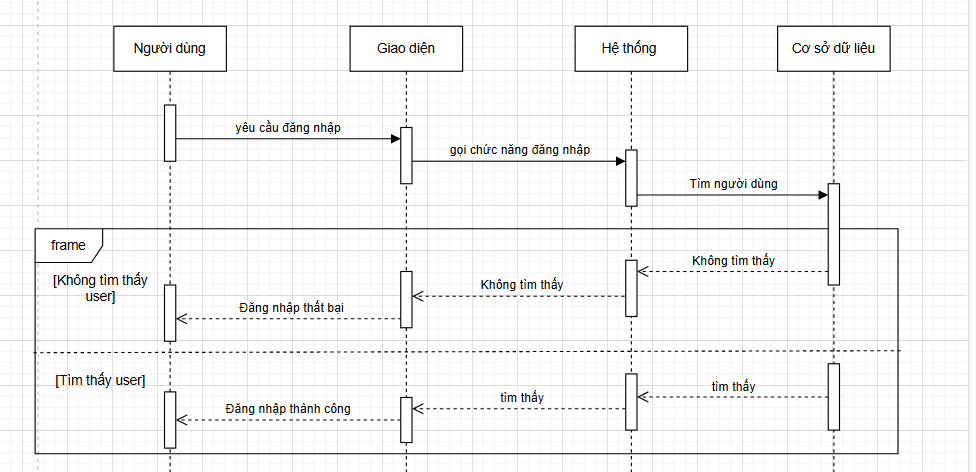 Người dùng
Giao diện
Hệ thống
Cơ sở dữ liệu
yêu cầu đăng nhập
gọi chức năng đăng nhập
Tìm người dùng
frame
[Không tìm thấy
user]
Không tìm thấy
Không tìm thấy
Đăng nhập thất bại
[Tìm thấy user]
tìm thấy
tìm thấy
Đăng nhập thành công